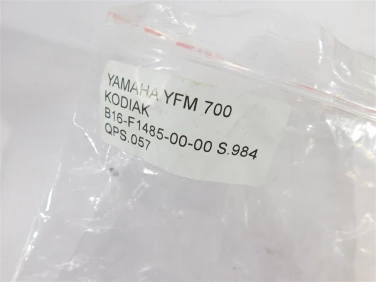 YAMAHA YFM 700
KODIAK
B16-F1485-00-00 S.984
QPS.057